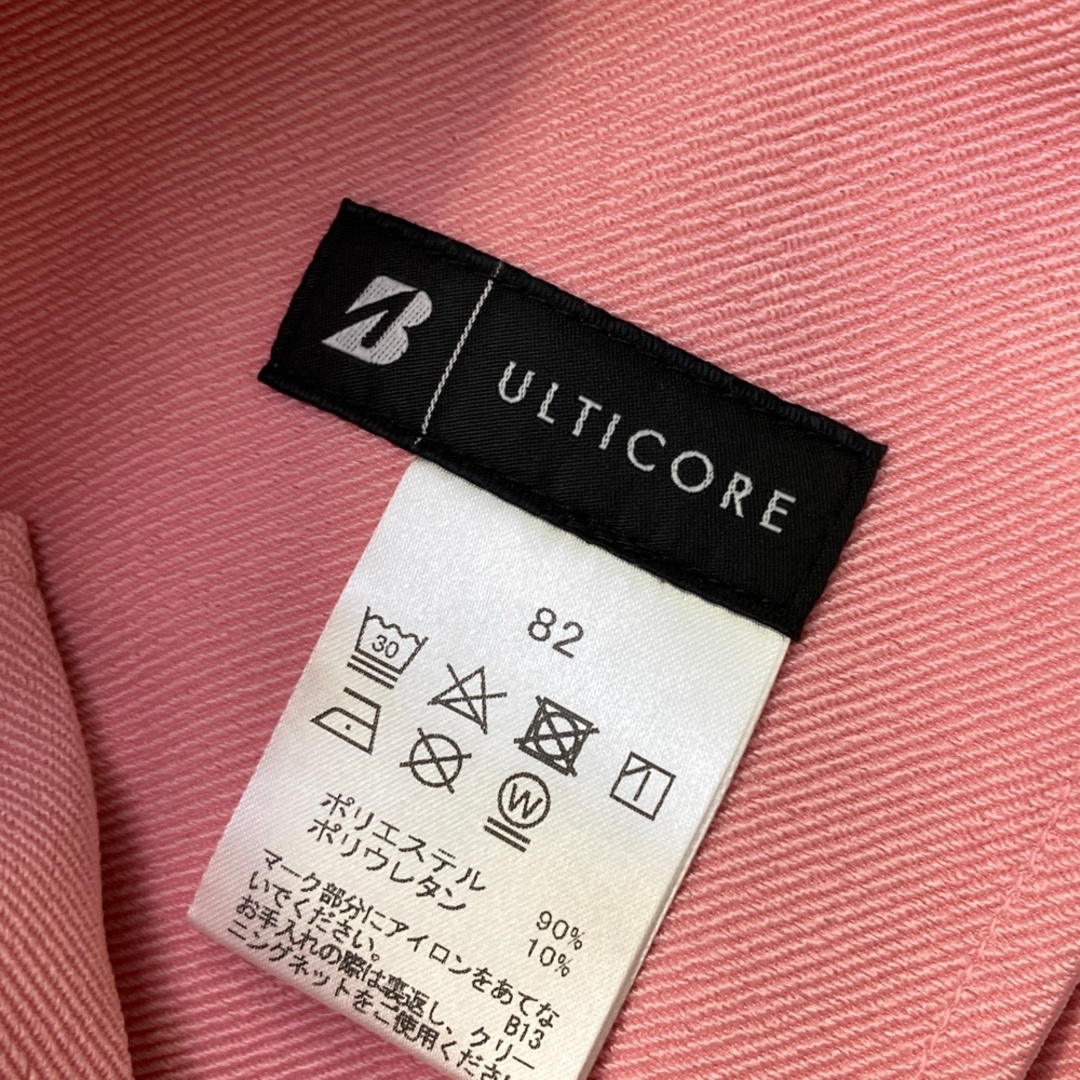 B
ULTICORE
82
30
W
ポリエステル 90%
ポリウレタン 10%
マーク部分にアイロンをあてな
いでください。 B13
お手入れの際は裏返し、クリー
ニングネットをご使用くださ